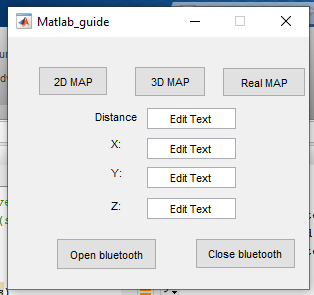 Matlab_guide
2D MAP 3D MAP Real MAP
Distance Edit Text
X: Edit Text
Y: Edit Text
Z: Edit Text
Open bluetooth Close bluetooth